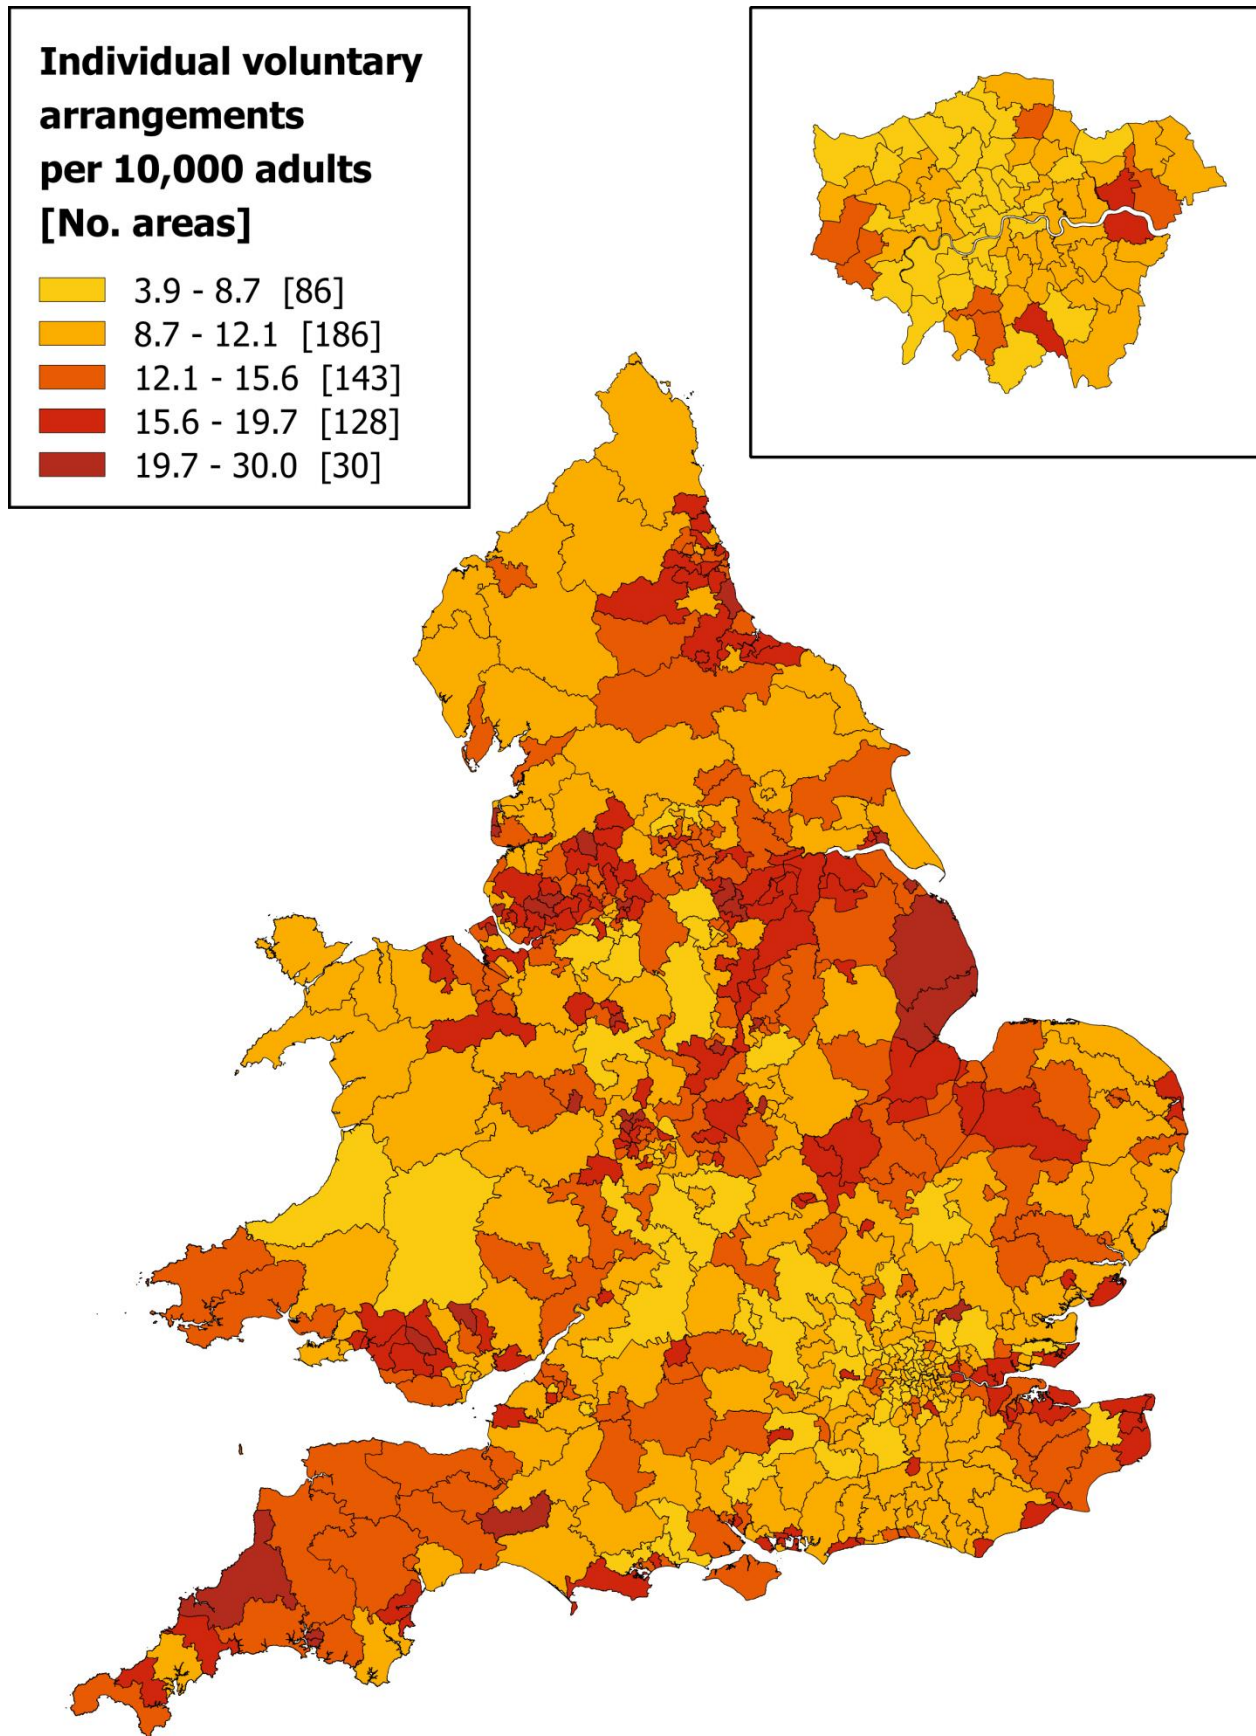 Individual voluntary
arrangements
per 10,000 adults
[No. areas]
3.9 - 8.7 [86]
8.7 - 12.1 [186]
12.1 - 15.6 [143]
15.6 - 19.7 [128]
19.7 - 30.0 [30]